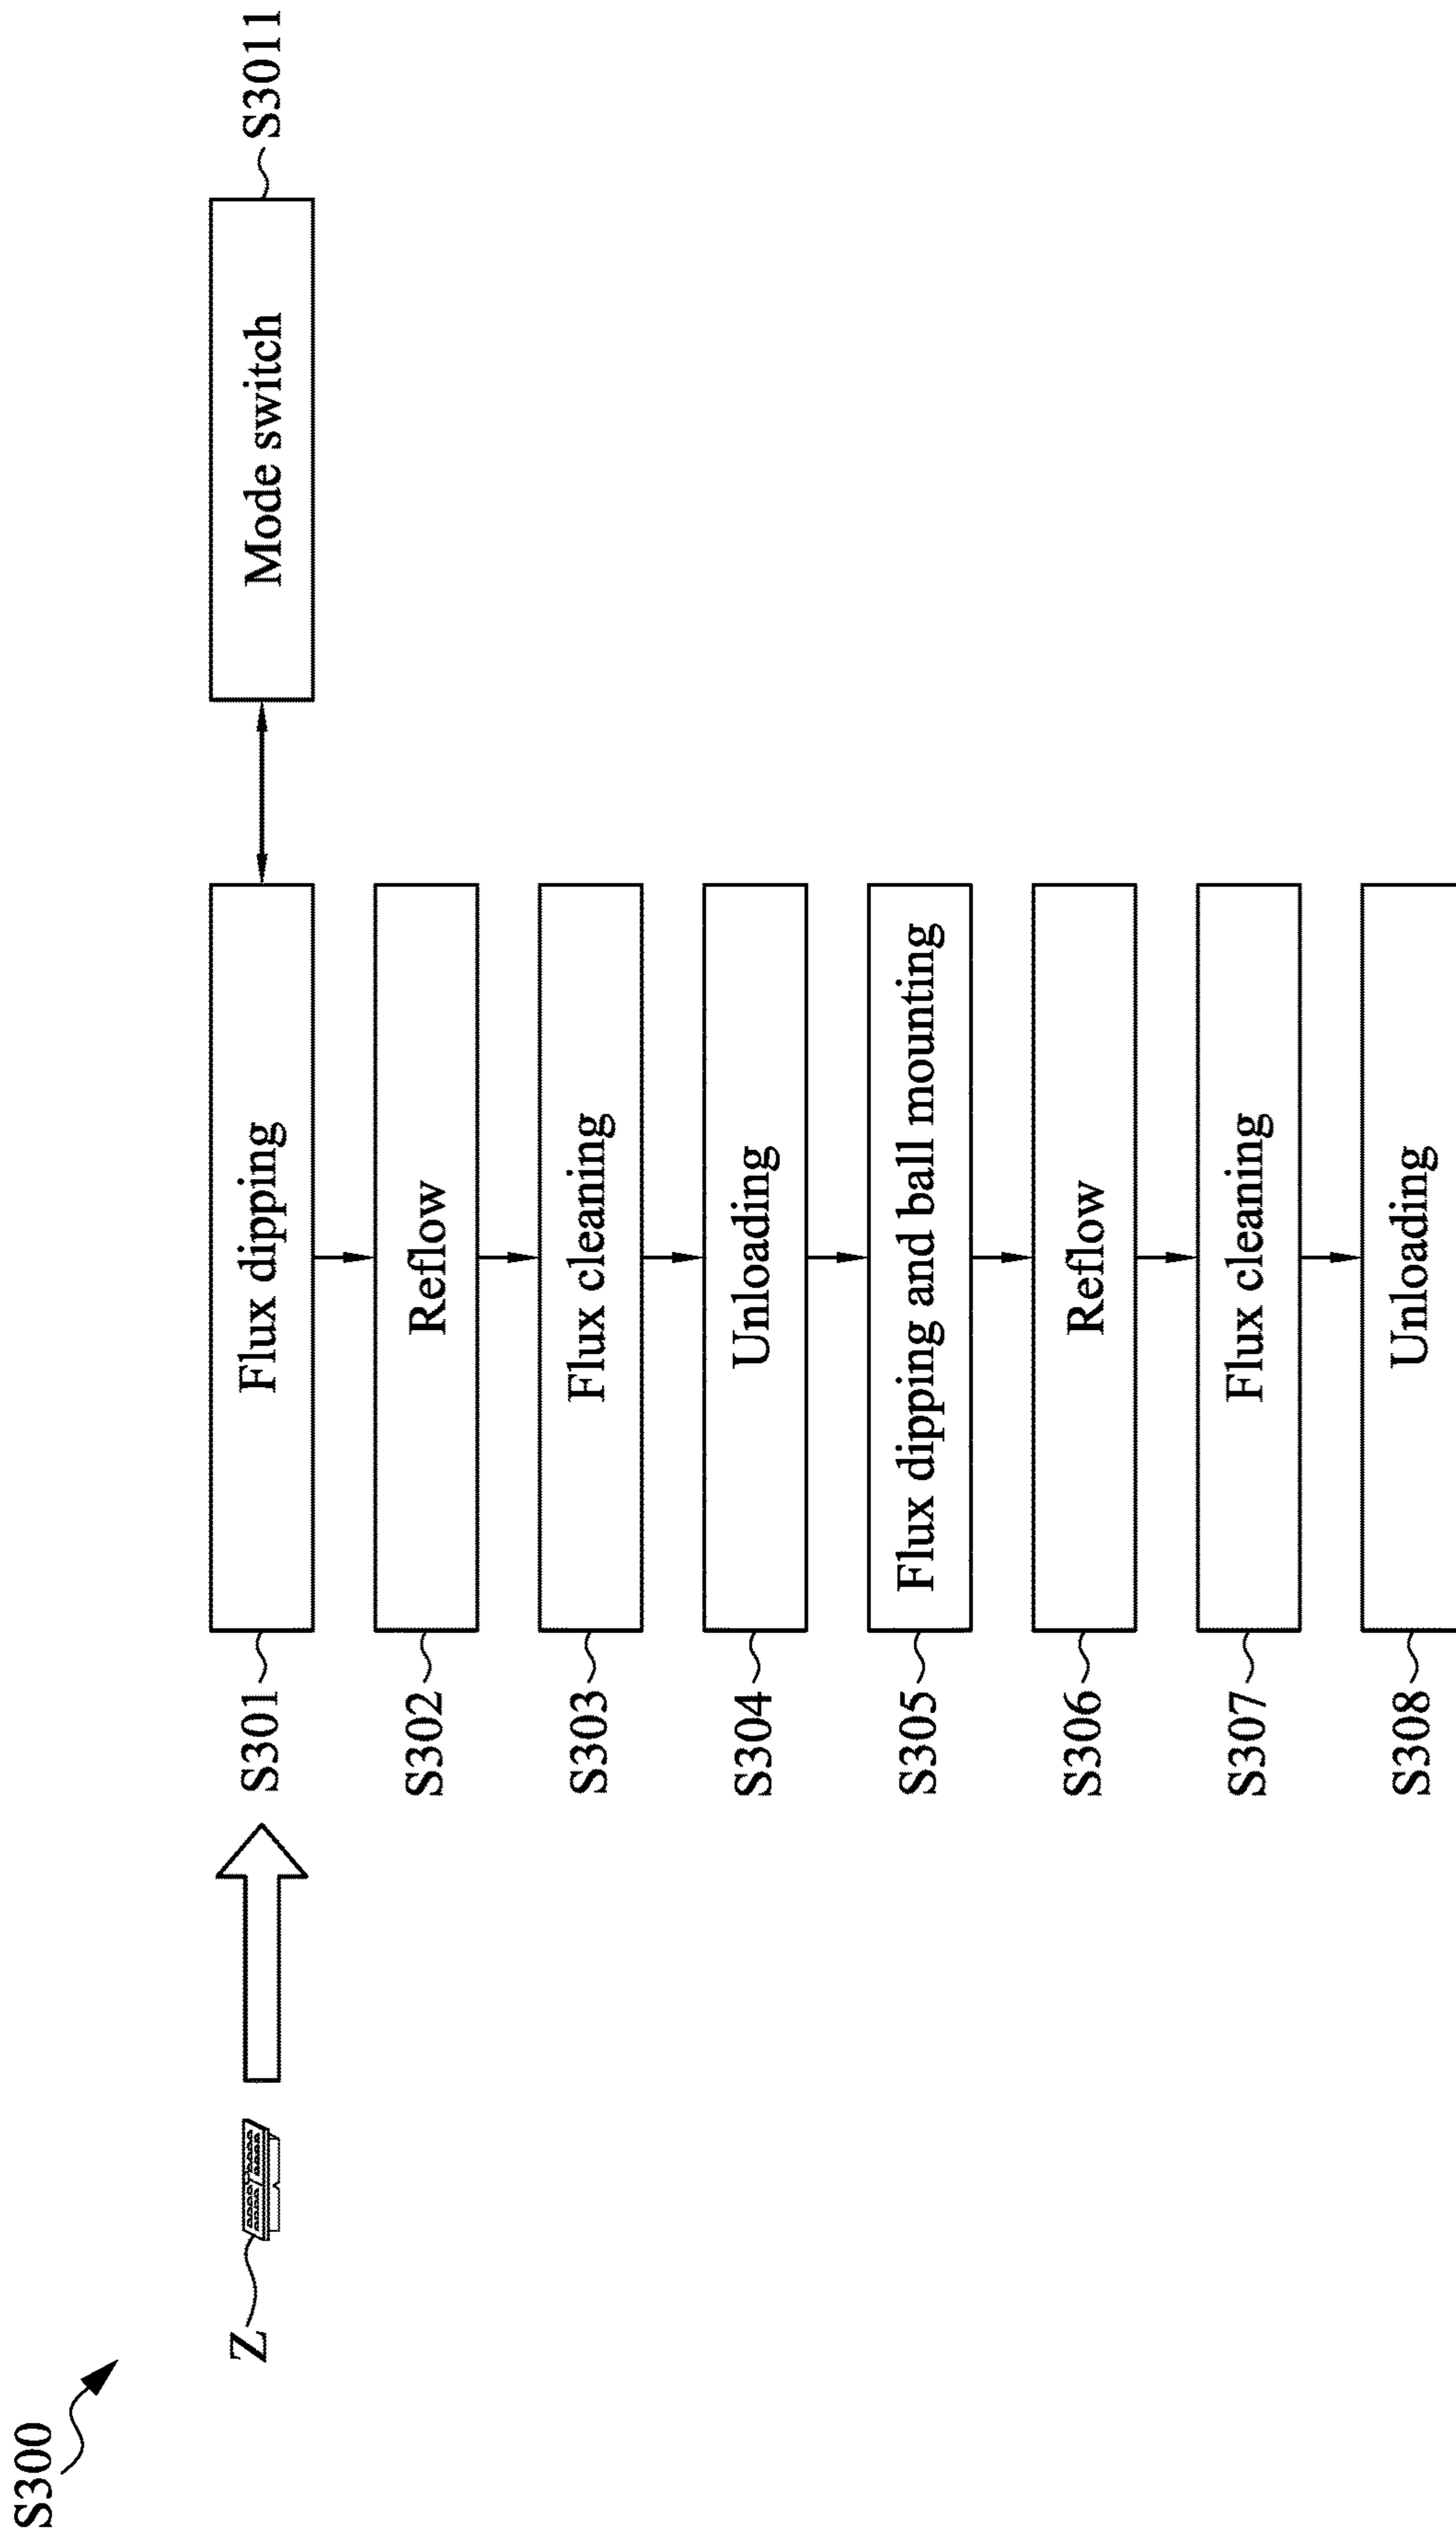 S300
Z
S301
Flux dipping
Mode switch
S3011
S302
Reflow
S303
Flux cleaning
S304
Unloading
S305
Flux dipping and ball mounting
S306
Reflow
S307
Flux cleaning
S308
Unloading